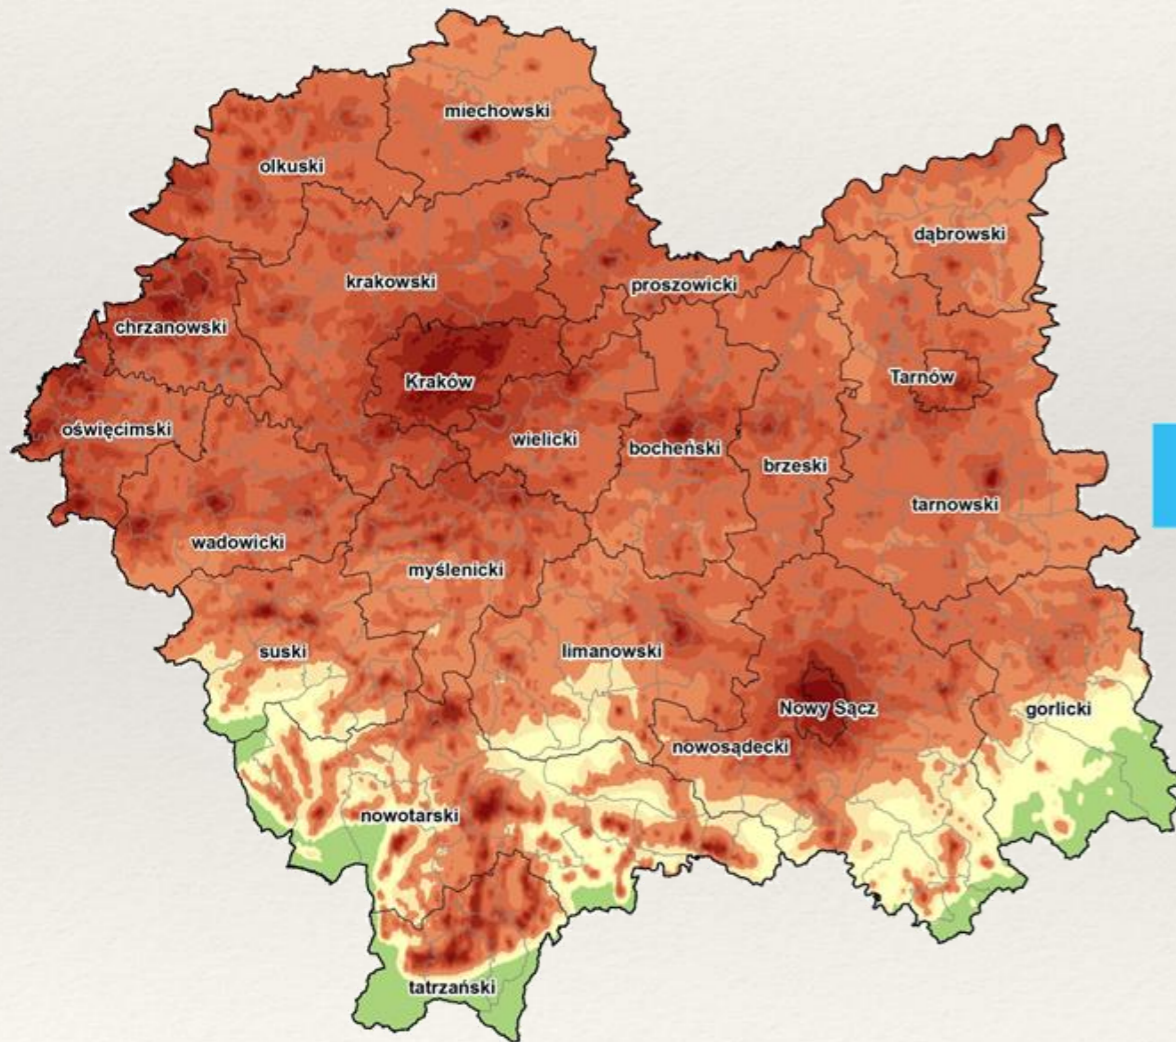 miechowski
olkuski
dąbrowski
krakowski
proszowicki
chrzanowski
Kraków
Tarnów
oświęcimski
wielicki
bocheński
brzeski
tarnowski
wadowicki
myślenicki
suski
limanowski
Nowy Sącz
gorlicki
nowosądecki
nowotarski
tatrzański